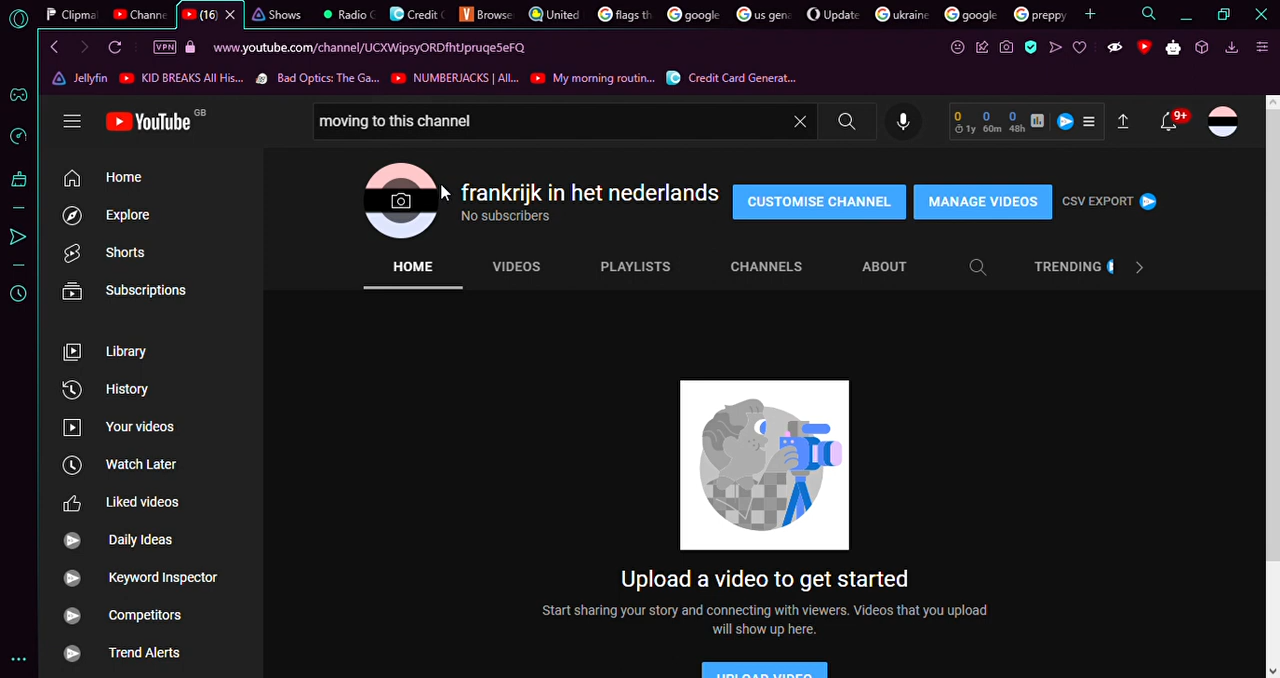 Clipma
Channe
(16)
Shows
Radio
Credit
Browse
United
flags th
google
us gena
Update
ukraine
google
preppy
VPN
www.youtube.com/channel/UCXWipsyORDfhtJpruqe5eFQ
Jellyfin
KID BREAKS All His...
Bad Optics: The Ga...
NUMBERJACKS | All...
My morning routin...
Credit Card Generat...
YouTube GB
moving to this channel
0 0 0
1y 60m 48h
9+
Home
Explore
Shorts
Subscriptions
Library
History
Your videos
Watch Later
Liked videos
Daily Ideas
Keyword Inspector
Competitors
Trend Alerts
frankrijk in het nederlands
No subscribers
CUSTOMISE CHANNEL
MANAGE VIDEOS
CSV EXPORT
HOME
VIDEOS
PLAYLISTS
CHANNELS
ABOUT
TRENDING
Upload a video to get started
Start sharing your story and connecting with viewers. Videos that you upload
will show up here.
UPLOAD VIDEO